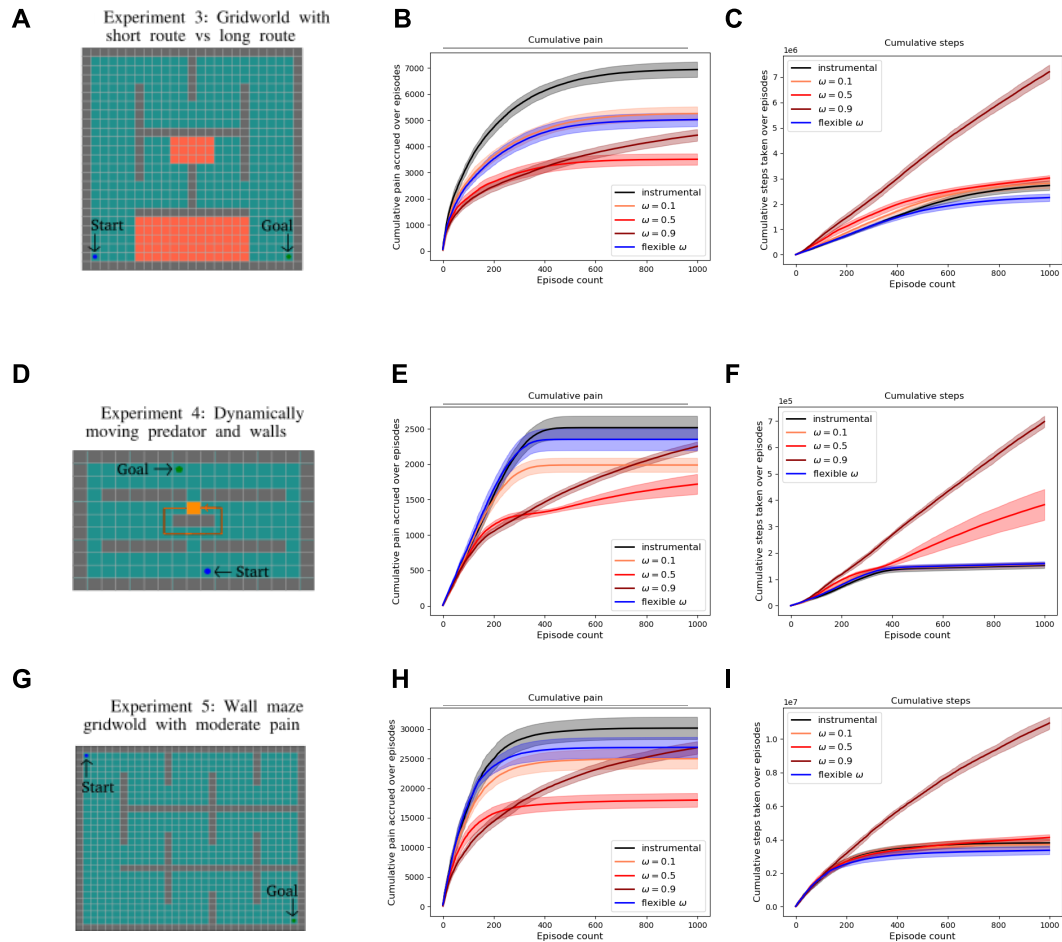 A
Experiment 3: Gridworld with
short route vs long route
Start
Goal
B
Cumulative pain
Cumulative pain accrued over episodes
7000
6000
5000
4000
3000
2000
1000
0
instrumental
ω = 0.1
ω = 0.5
ω = 0.9
flexible ω
0 200 400 600 800 1000
Episode count
C
Cumulative steps
1e6
Cumulative steps taken over episodes
7
6
5
4
3
2
1
0
instrumental
ω = 0.1
ω = 0.5
ω = 0.9
flexible ω
0 200 400 600 800 1000
Episode count
D
Experiment 4: Dynamically
moving predator and walls
Goal
Start
E
Cumulative pain
Cumulative pain accrued over episodes
2500
2000
1500
1000
500
0
instrumental
ω = 0.1
ω = 0.5
ω = 0.9
flexible ω
0 200 400 600 800 1000
Episode count
F
Cumulative steps
1e5
Cumulative steps taken over episodes
7
6
5
4
3
2
1
0
instrumental
ω = 0.1
ω = 0.5
ω = 0.9
flexible ω
0 200 400 600 800 1000
Episode count
G
Experiment 5: Wall maze
gridwold with moderate pain
Start
Goal
H
Cumulative pain
Cumulative pain accrued over episodes
30000
25000
20000
15000
10000
5000
0
instrumental
ω = 0.1
ω = 0.5
ω = 0.9
flexible ω
0 200 400 600 800 1000
Episode count
I
Cumulative steps
1e7
Cumulative steps taken over episodes
1.0
0.8
0.6
0.4
0.2
0.0
instrumental
ω = 0.1
ω = 0.5
ω = 0.9
flexible ω
0 200 400 600 800 1000
Episode count